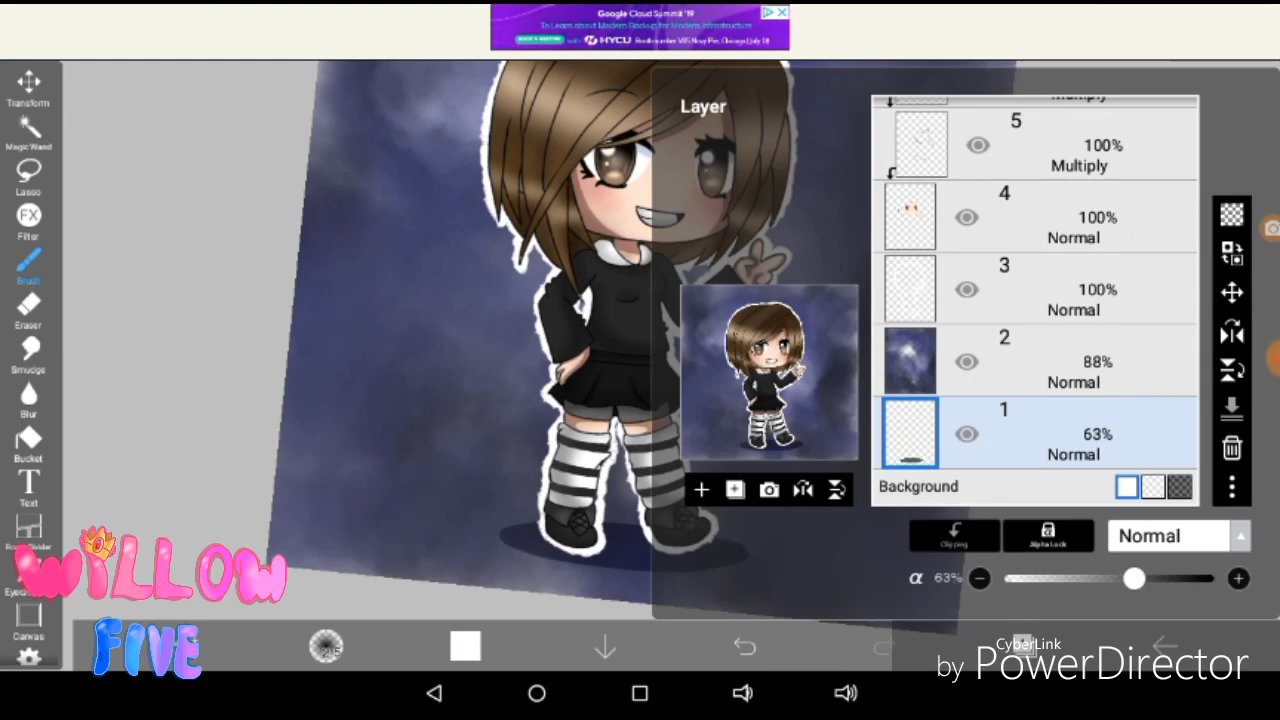 Google Cloud Summit '19
To Learn about Modern Backup for Modern Infrastructure
HYCU
Transform
Magic Wand
Lasso
Filter
FX
Brush
Eraser
Smudge
Blur
Bucket
T
Text
Canvas
WiLLOW
FIVE
Layer
Multiply
5
100%
Multiply
4
100%
Normal
3
100%
Normal
2
88%
Normal
1
63%
Normal
Background
Clipping
Alpha Lock
Normal
α 63%
CyberLink
by PowerDirector